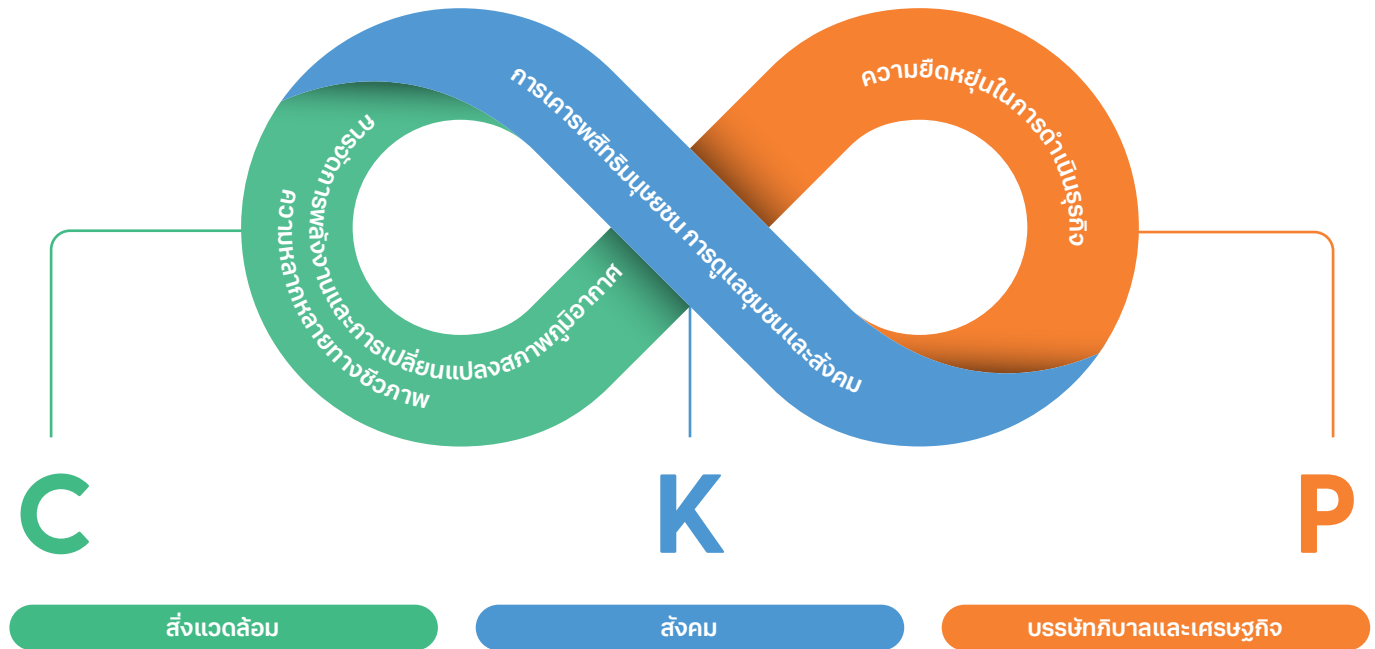 การจัดการพลังงานและการเปลี่ยนแปลงสภาพภูมิอากาศ
ความหลากหลายทางชีวภาพ
การเคารพสิทธิมนุษยชน การดูแลชุมชนและสังคม
ความยืดหยุ่นในการดำเนินธุรกิจ
C
K
P
สิ่งแวดล้อม
สังคม
บรรษัทภิบาลและเศรษฐกิจ